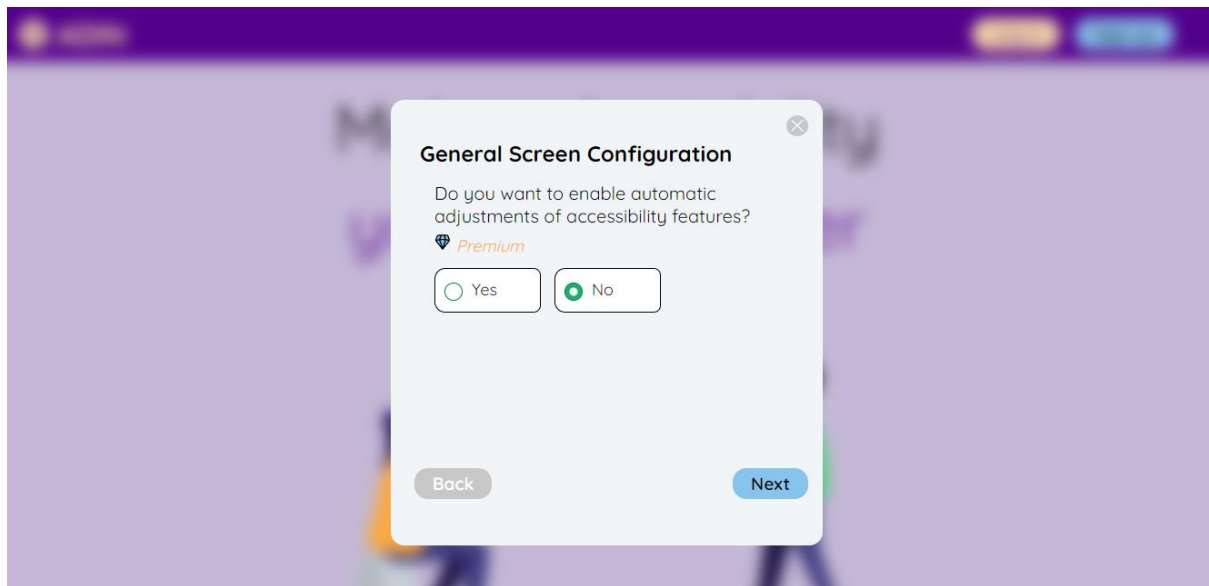 General Screen Configuration
Do you want to enable automatic
adjustments of accessibility features?
Premium
Yes
No
Back
Next